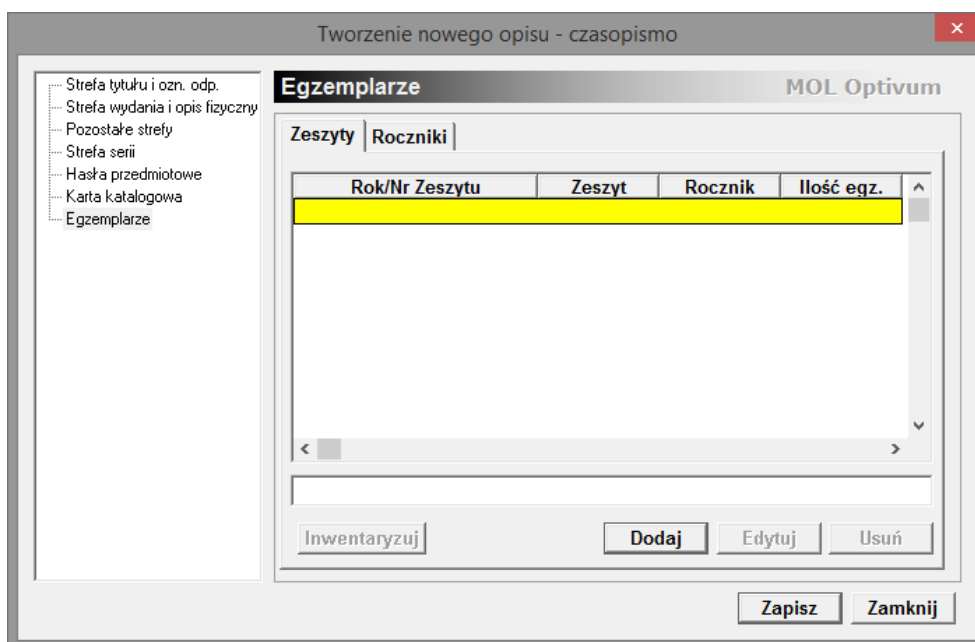 Tworzenie nowego opisu - czasopismo
Strefa tytułu i ozn. odp.
Strefa wydania i opis fizyczny
Pozostałe strefy
Strefa serii
Hasła przedmiotowe
Karta katalogowa
Egzemplarze
Egzemplarze MOL Optivum
Zeszyty Roczniki
Rok/Nr Zeszytu Zeszyt Rocznik Ilość egz.
Inwentaryzuj Dodaj Edytuj Usuń
Zapisz Zamknij